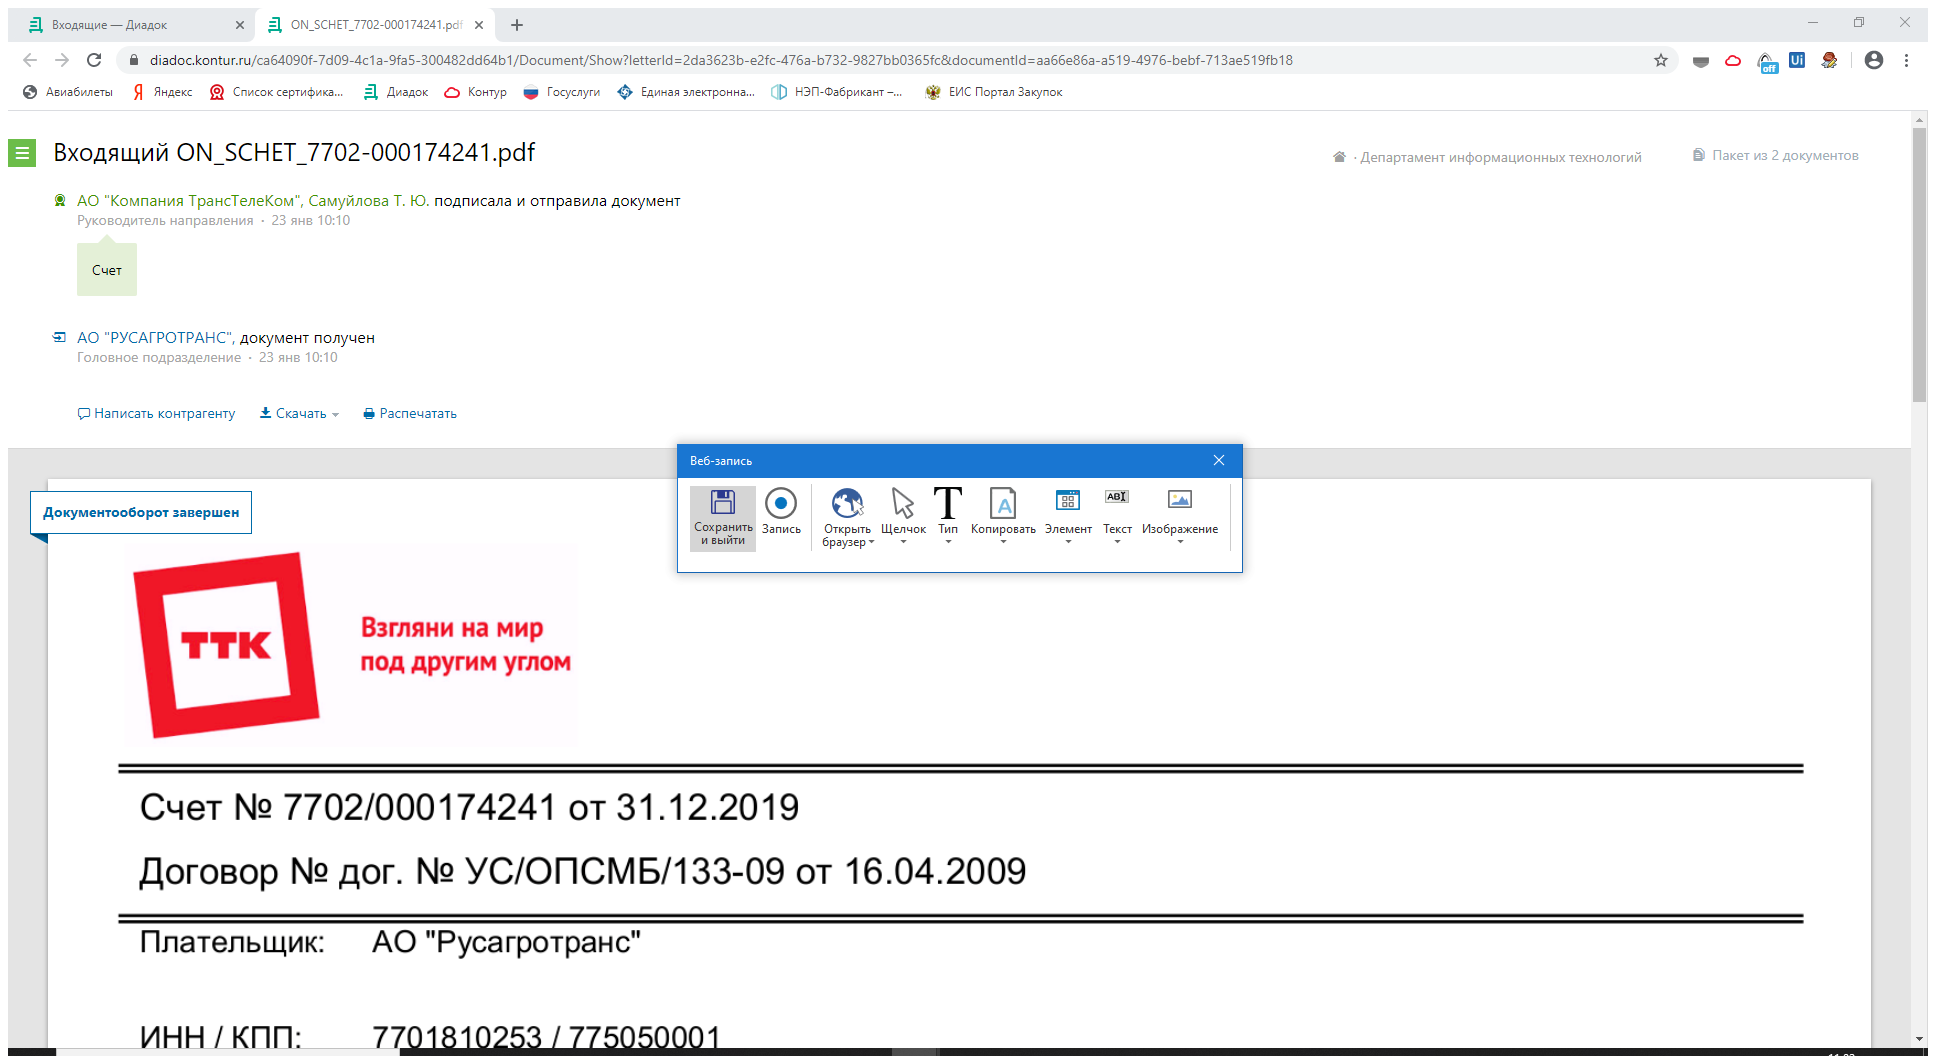 Входящие — Диадок
ON_SCHET_7702-000174241.pdf
diadoc.kontur.ru/ca64090f-7d09-4c1a-9fa5-300482dd64b1/Document/Show?letterId=2da3623b-e2fc-476a-b732-9827bb0365fc&documentId=aa66e86a-a519-4976-bebf-713ae519fb18
off
Ui
Авиабилеты
Яндекс
Список сертифика...
Диадок
Контур
Госуслуги
Единая электронна...
НЭП-Фабрикант –...
ЕИС Портал Закупок
Входящий ON_SCHET_7702-000174241.pdf
· Департамент информационных технологий
Пакет из 2 документов
АО "Компания ТрансТелеКом", Самуйлова Т. Ю. подписала и отправила документ
Руководитель направления · 23 янв 10:10
Счет
АО "РУСАГРОТРАНС", документ получен
Головное подразделение · 23 янв 10:10
Написать контрагенту
Скачать
Распечатать
Веб-запись
Сохранить и выйти
Запись
Открыть браузер
Щелчок
Тип
Копировать
Элемент
Текст
Изображение
Документооборот завершен
ТТК
Взгляни на мир
под другим углом
Счет № 7702/000174241 от 31.12.2019
Договор № дог. № УС/ОПСМБ/133-09 от 16.04.2009
Плательщик: АО "Русагротранс"
ИНН / КПП: 7701810253 / 775050001